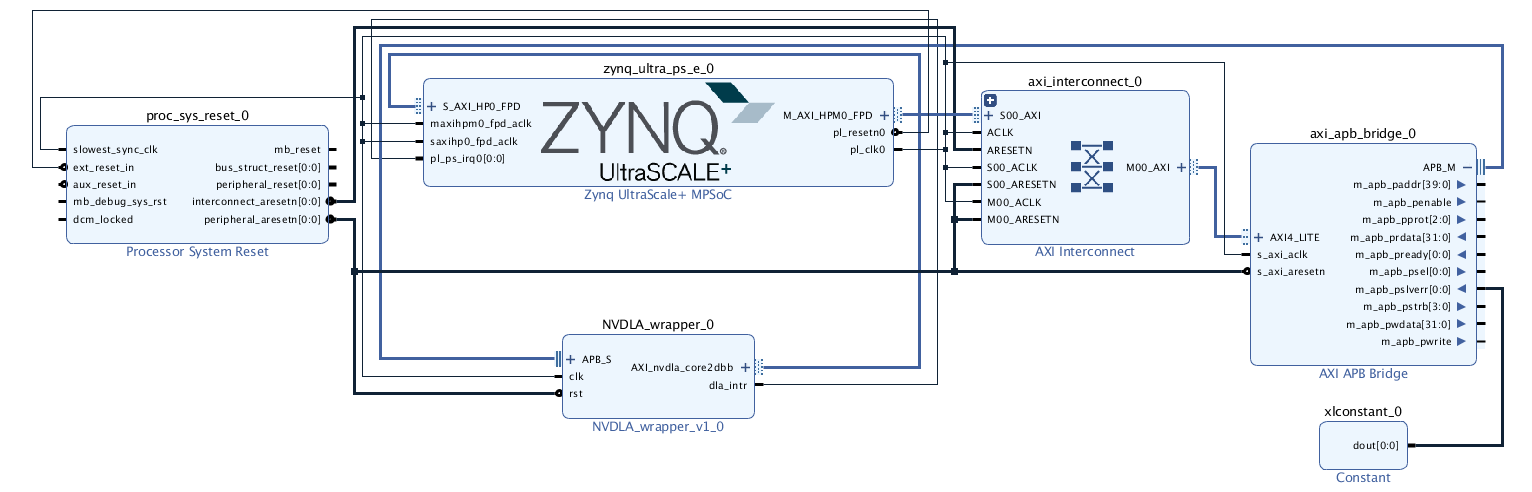 proc_sys_reset_0
slowest_sync_clk
ext_reset_in
aux_reset_in
mb_debug_sys_rst
dcm_locked
mb_reset
bus_struct_reset[0:0]
peripheral_reset[0:0]
interconnect_aresetn[0:0]
peripheral_aresetn[0:0]
Processor System Reset
zynq_ultra_ps_e_0
S_AXI_HP0_FPD
maxihpm0_fpd_aclk
saxihp0_fpd_aclk
pl_ps_irq0[0:0]
ZYNQ
UltraSCALE+
M_AXI_HPM0_FPD
pl_resetn0
pl_clk0
Zynq UltraScale+ MPSoC
axi_interconnect_0
S00_AXI
ACLK
ARESETN
S00_ACLK
S00_ARESETN
M00_ACLK
M00_ARESETN
M00_AXI
AXI Interconnect
axi_apb_bridge_0
AXI4_LITE
s_axi_aclk
s_axi_aresetn
APB_M
m_apb_paddr[39:0]
m_apb_penable
m_apb_pprot[2:0]
m_apb_prdata[31:0]
m_apb_pready[0:0]
m_apb_psel[0:0]
m_apb_pslverr[0:0]
m_apb_pstrb[3:0]
m_apb_pwdata[31:0]
m_apb_pwrite
AXI APB Bridge
NVDLA_wrapper_0
APB_S
clk
rst
AXI_nvdla_core2dbb
dla_intr
NVDLA_wrapper_v1_0
xlconstant_0
dout[0:0]
Constant